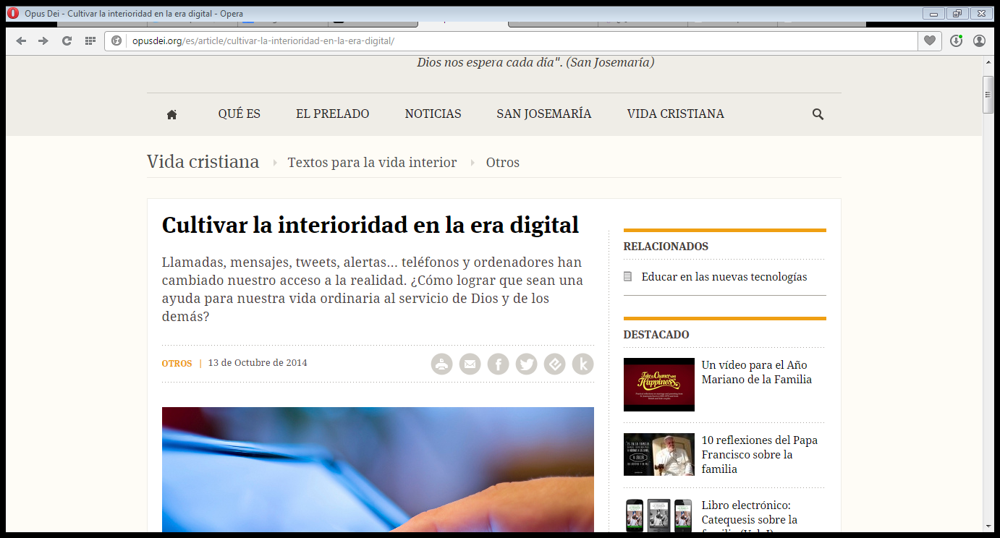 Opus Dei - Cultivar la interioridad en la era digital - Opera
opusdei.org/es/article/cultivar-la-interioridad-en-la-era-digital/
Dios nos espera cada día". (San Josemaría)
QUÉ ES EL PRELADO NOTICIAS SAN JOSEMARÍA VIDA CRISTIANA
Vida cristiana Textos para la vida interior Otros
Cultivar la interioridad en la era digital
Llamadas, mensajes, tweets, alertas... teléfonos y ordenadores han
cambiado nuestro acceso a la realidad. ¿Cómo lograr que sean una
ayuda para nuestra vida ordinaria al servicio de Dios y de los
demás?
OTROS | 13 de Octubre de 2014
RELACIONADOS
Educar en las nuevas tecnologías
DESTACADO
Take a Chance on
Happiness
Un vídeo para el Año
Mariano de la Familia
10 reflexiones del Papa
Francisco sobre la
familia
Libro electrónico:
Catequesis sobre la
familia (Vol. I)